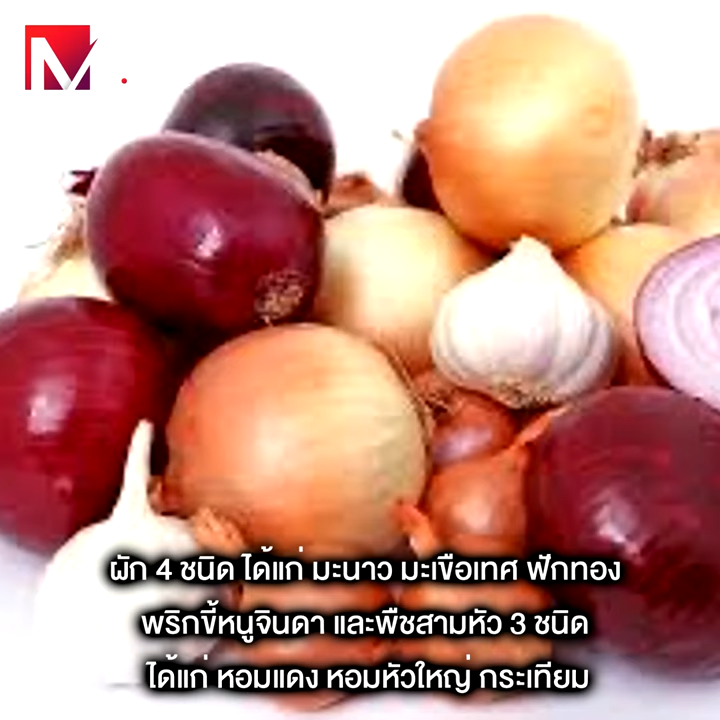 ผัก 4 ชนิด ได้แก่ มะนาว มะเขือเทศ ฟักทอง
พริกขี้หนูจินดา และพืชสามหัว 3 ชนิด
ได้แก่ หอมแดง หอมหัวใหญ่ กระเทียม